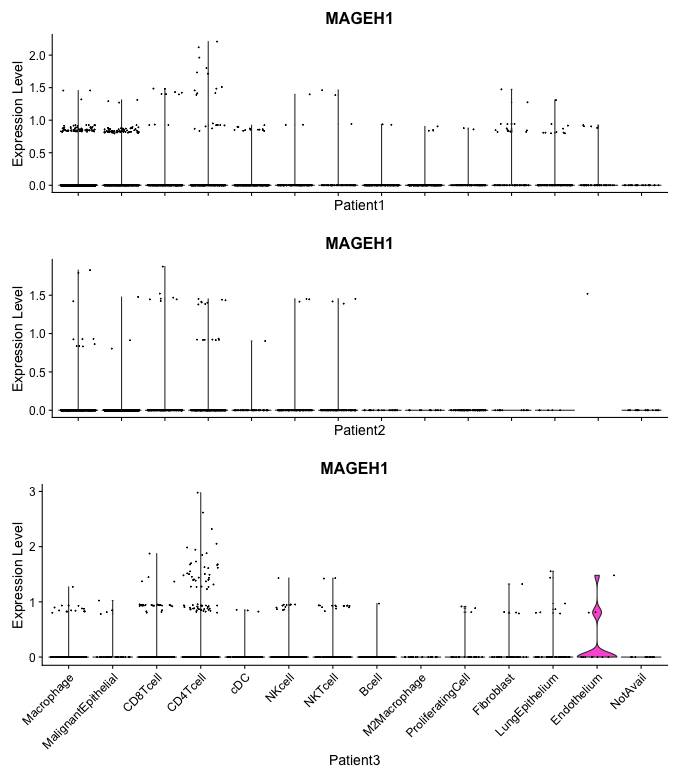 MAGEH1
Expression Level
2.0
1.5
1.0
0.5
0.0
Patient1
MAGEH1
Expression Level
1.5
1.0
0.5
0.0
Patient2
MAGEH1
Expression Level
3
2
1
0
Macrophage
MalignantEpithelial
CD8Tcell
CD4Tcell
cDC
NKcell
NKTcell
Bcell
M2Macrophage
ProliferatingCell
Fibroblast
LungEpithelium
Endothelium
NotAvail
Patient3